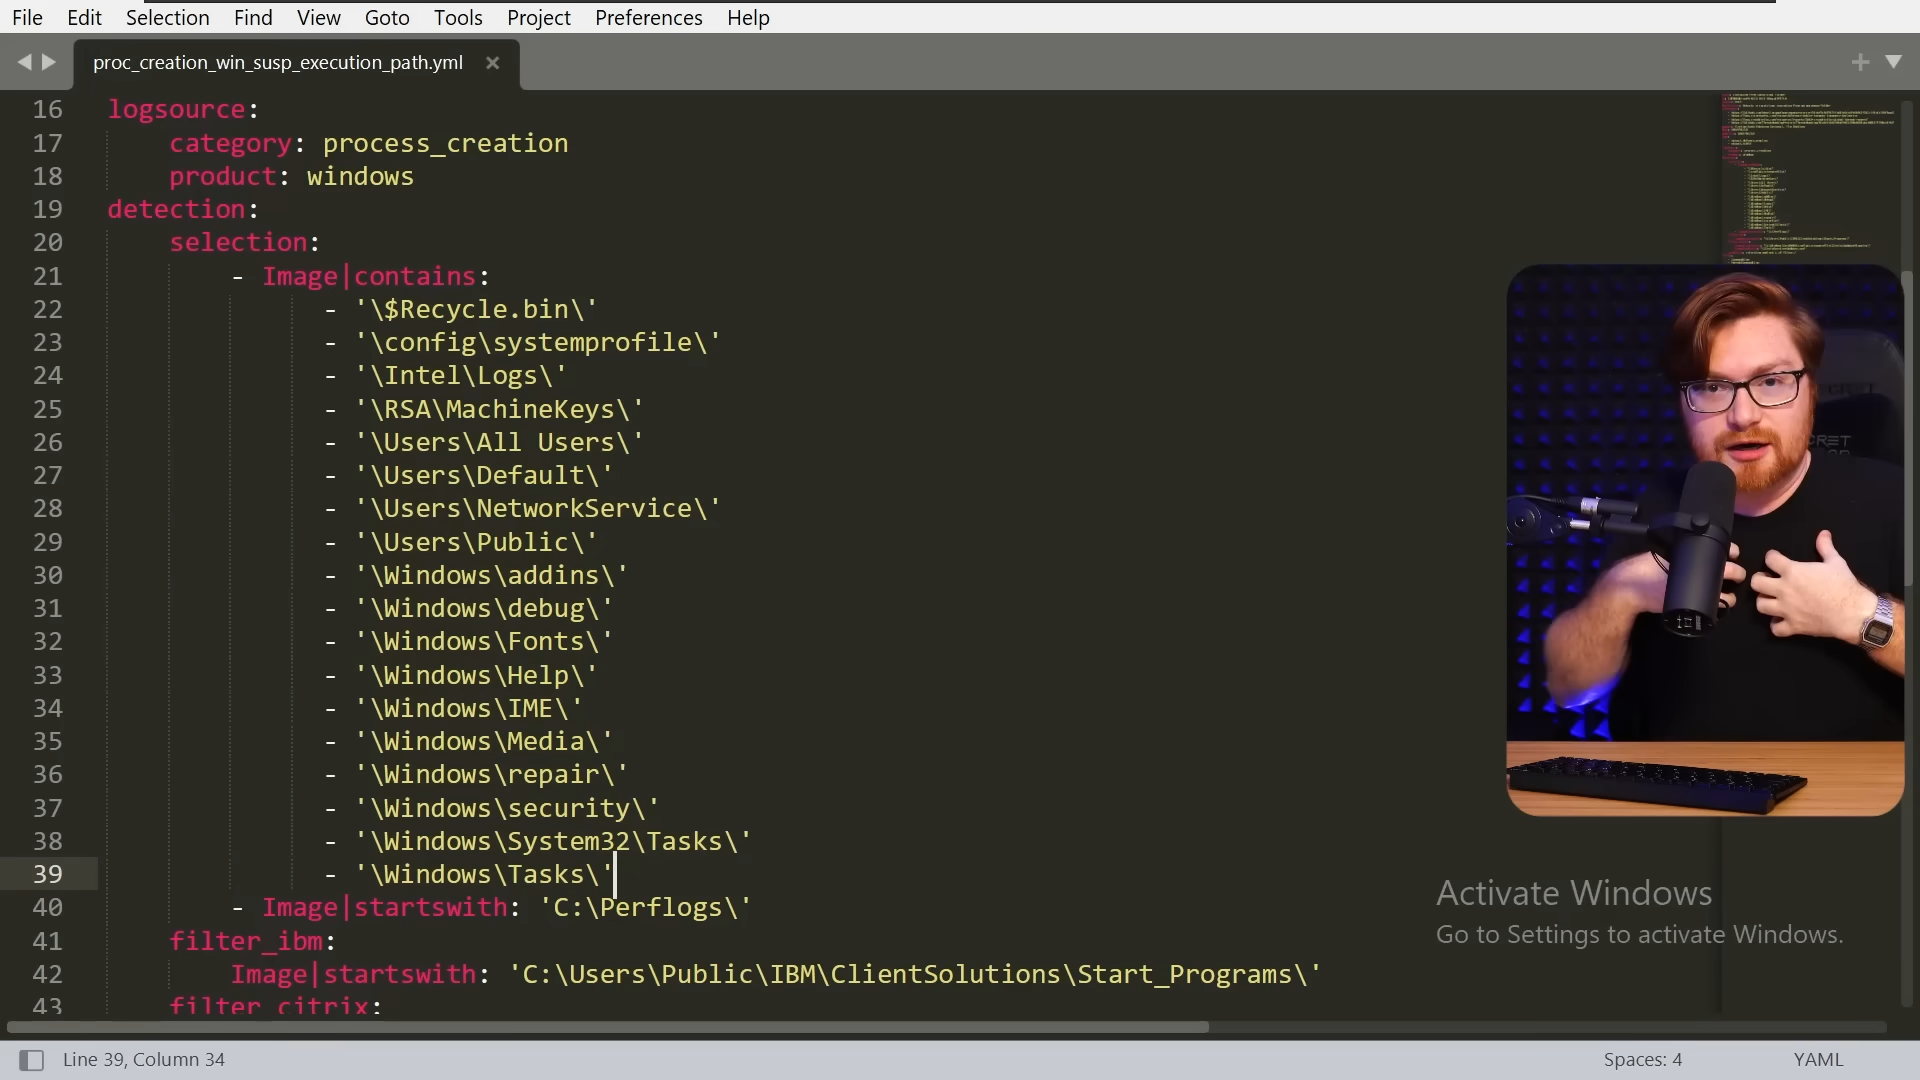 File Edit Selection Find View Goto Tools Project Preferences Help
proc_creation_win_susp_execution_path.yml
16 logsource:
17 category: process_creation
18 product: windows
19 detection:
20 selection:
21 - Image|contains:
22 - '\$Recycle.bin\'
23 - '\config\systemprofile\'
24 - '\Intel\Logs\'
25 - '\RSA\MachineKeys\'
26 - '\Users\All Users\'
27 - '\Users\Default\'
28 - '\Users\NetworkService\'
29 - '\Users\Public\'
30 - '\Windows\addins\'
31 - '\Windows\debug\'
32 - '\Windows\Fonts\'
33 - '\Windows\Help\'
34 - '\Windows\IME\'
35 - '\Windows\Media\'
36 - '\Windows\repair\'
37 - '\Windows\security\'
38 - '\Windows\System32\Tasks\'
39 - '\Windows\Tasks\'
40 - Image|startswith: 'C:\Perflogs\'
41 filter_ibm:
42 Image|startswith: 'C:\Users\Public\IBM\ClientSolutions\Start_Programs\'
43 filter_citrix:
Activate Windows
Go to Settings to activate Windows.
Line 39, Column 34
Spaces: 4
YAML